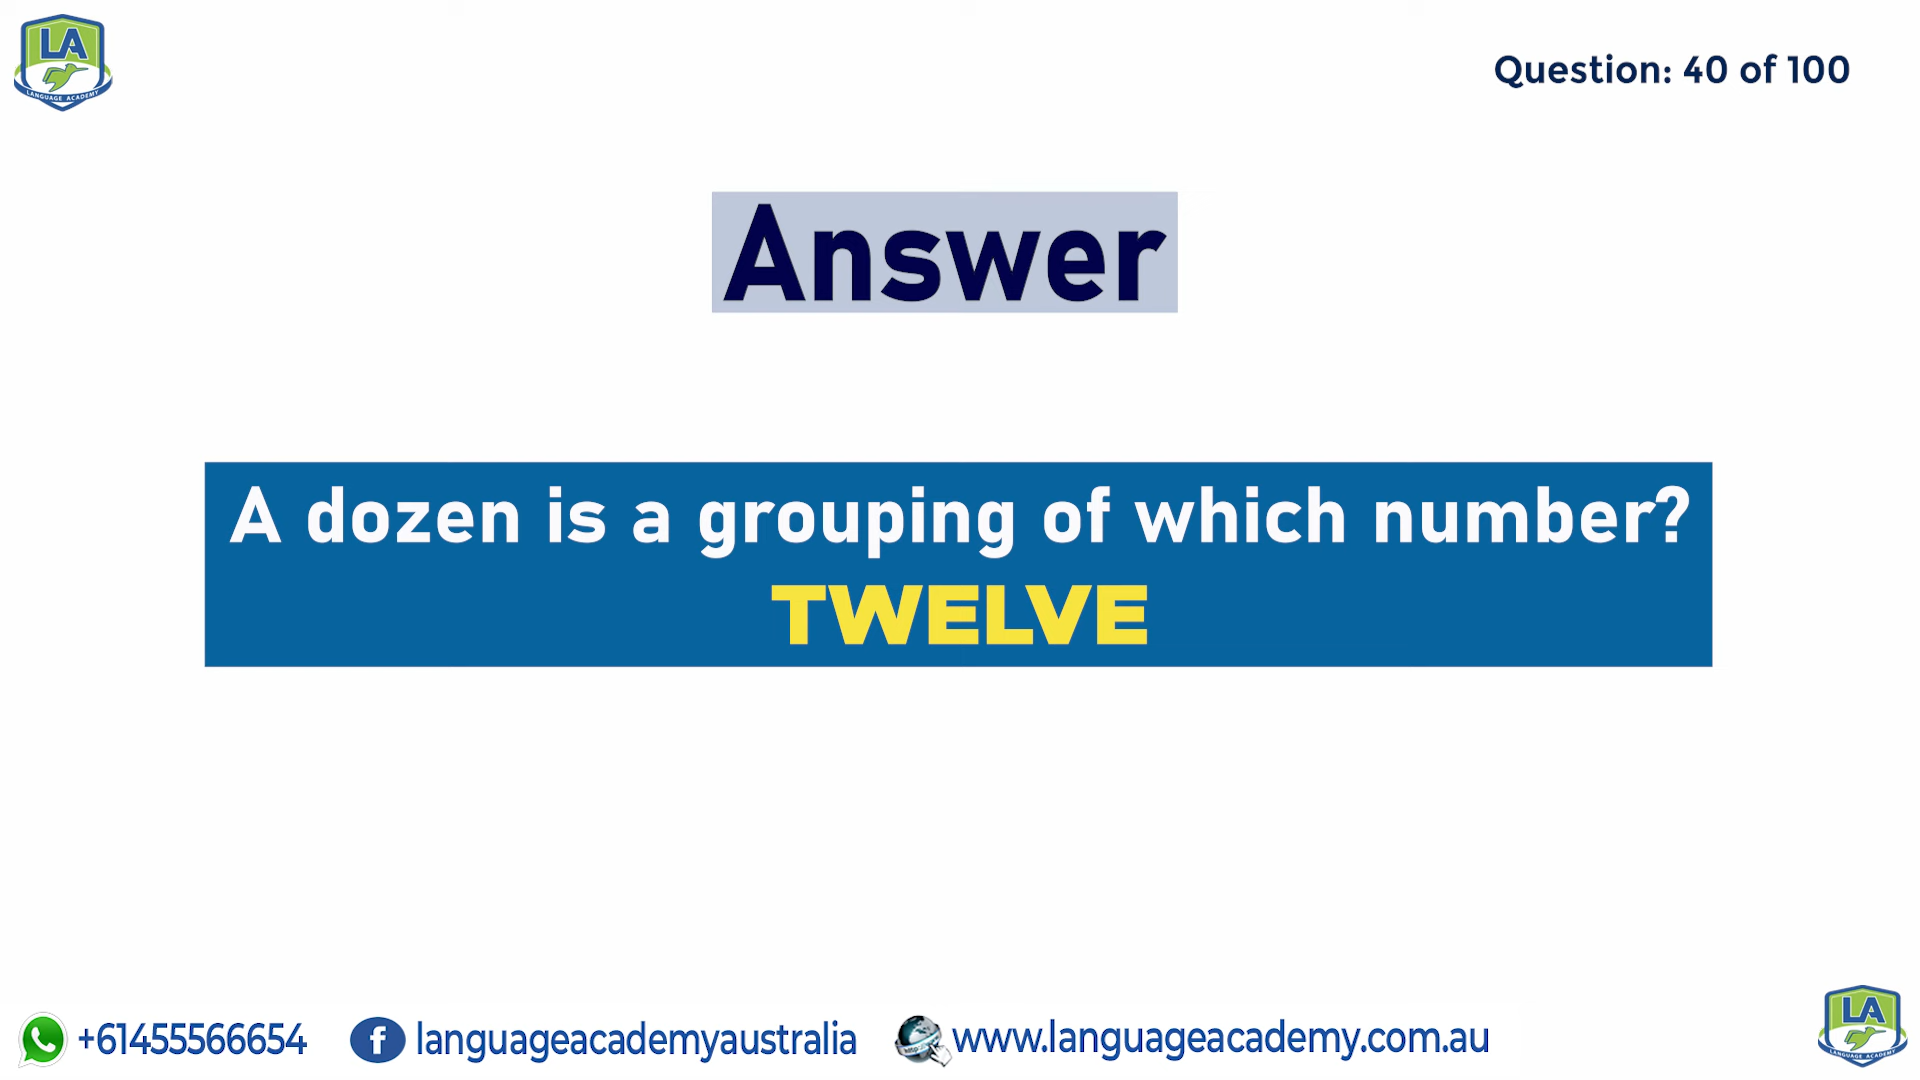 LA
LANGUAGE ACADEMY
Question: 40 of 100
Answer
A dozen is a grouping of which number?
TWELVE
+61455566654
f languageacademyaustralia
www.languageacademy.com.au
LA
LANGUAGE ACADEMY